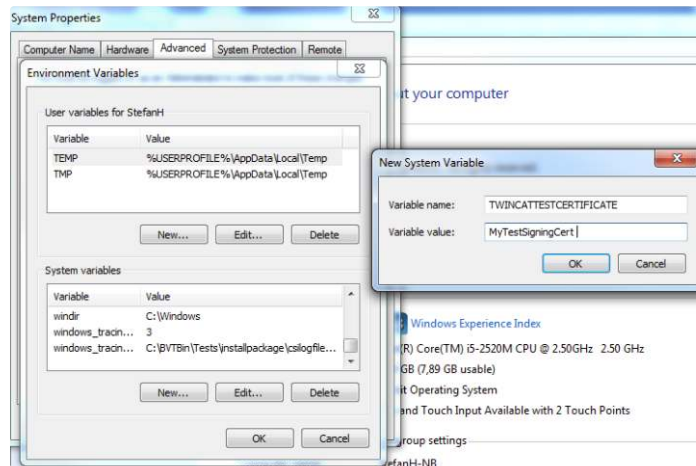 System Properties
Computer Name Hardware Advanced System Protection Remote
Environment Variables
User variables for StefanH
Variable Value
TEMP %USERPROFILE%\AppData\Local\Temp
TMP %USERPROFILE%\AppData\Local\Temp
New... Edit... Delete
System variables
Variable Value
windir C:\Windows
windows_tracin... 3
windows_tracin... C:\BVTBin\Tests\installpackage\csilogfile...
New... Edit... Delete
OK Cancel
ut your computer
New System Variable
Variable name: TWINCATTESTCERTIFICATE
Variable value: MyTestSigningCert
OK Cancel
Windows Experience Index
(R) Core(TM) i5-2520M CPU @ 2.50GHz 2.50 GHz
GB (7,89 GB usable)
it Operating System
and Touch Input Available with 2 Touch Points
group settings
efanH-NB